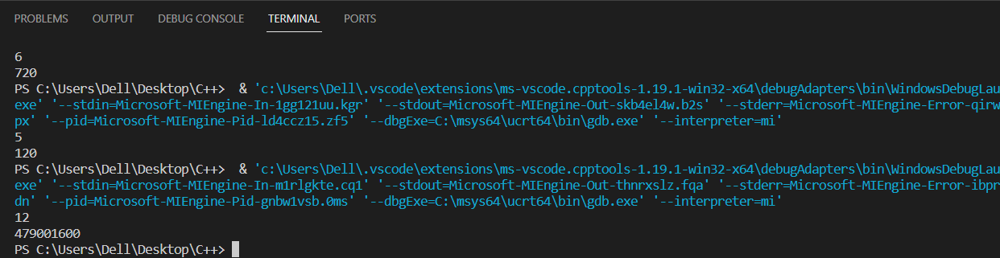 PROBLEMS OUTPUT DEBUG CONSOLE TERMINAL PORTS
6
720
PS C:\Users\Dell\Desktop\C++>  & 'c:\Users\Dell\.vscode\extensions\ms-vscode.cpptools-1.19.1-win32-x64\debugAdapters\bin\WindowsDebugLau
exe' '--stdin=Microsoft-MIEngine-In-1gg121uu.kgr' '--stdout=Microsoft-MIEngine-Out-skb4el4w.b2s' '--stderr=Microsoft-MIEngine-Error-qirw
px' '--pid=Microsoft-MIEngine-Pid-ld4ccz15.zf5' '--dbgExe=C:\msys64\ucrt64\bin\gdb.exe' '--interpreter=mi'
5
120
PS C:\Users\Dell\Desktop\C++>  & 'c:\Users\Dell\.vscode\extensions\ms-vscode.cpptools-1.19.1-win32-x64\debugAdapters\bin\WindowsDebugLau
exe' '--stdin=Microsoft-MIEngine-In-m1rlgkte.cq1' '--stdout=Microsoft-MIEngine-Out-thnrxslz.fqa' '--stderr=Microsoft-MIEngine-Error-ibpr
dn' '--pid=Microsoft-MIEngine-Pid-gnbw1vsb.0ms' '--dbgExe=C:\msys64\ucrt64\bin\gdb.exe' '--interpreter=mi'
12
479001600
PS C:\Users\Dell\Desktop\C++>